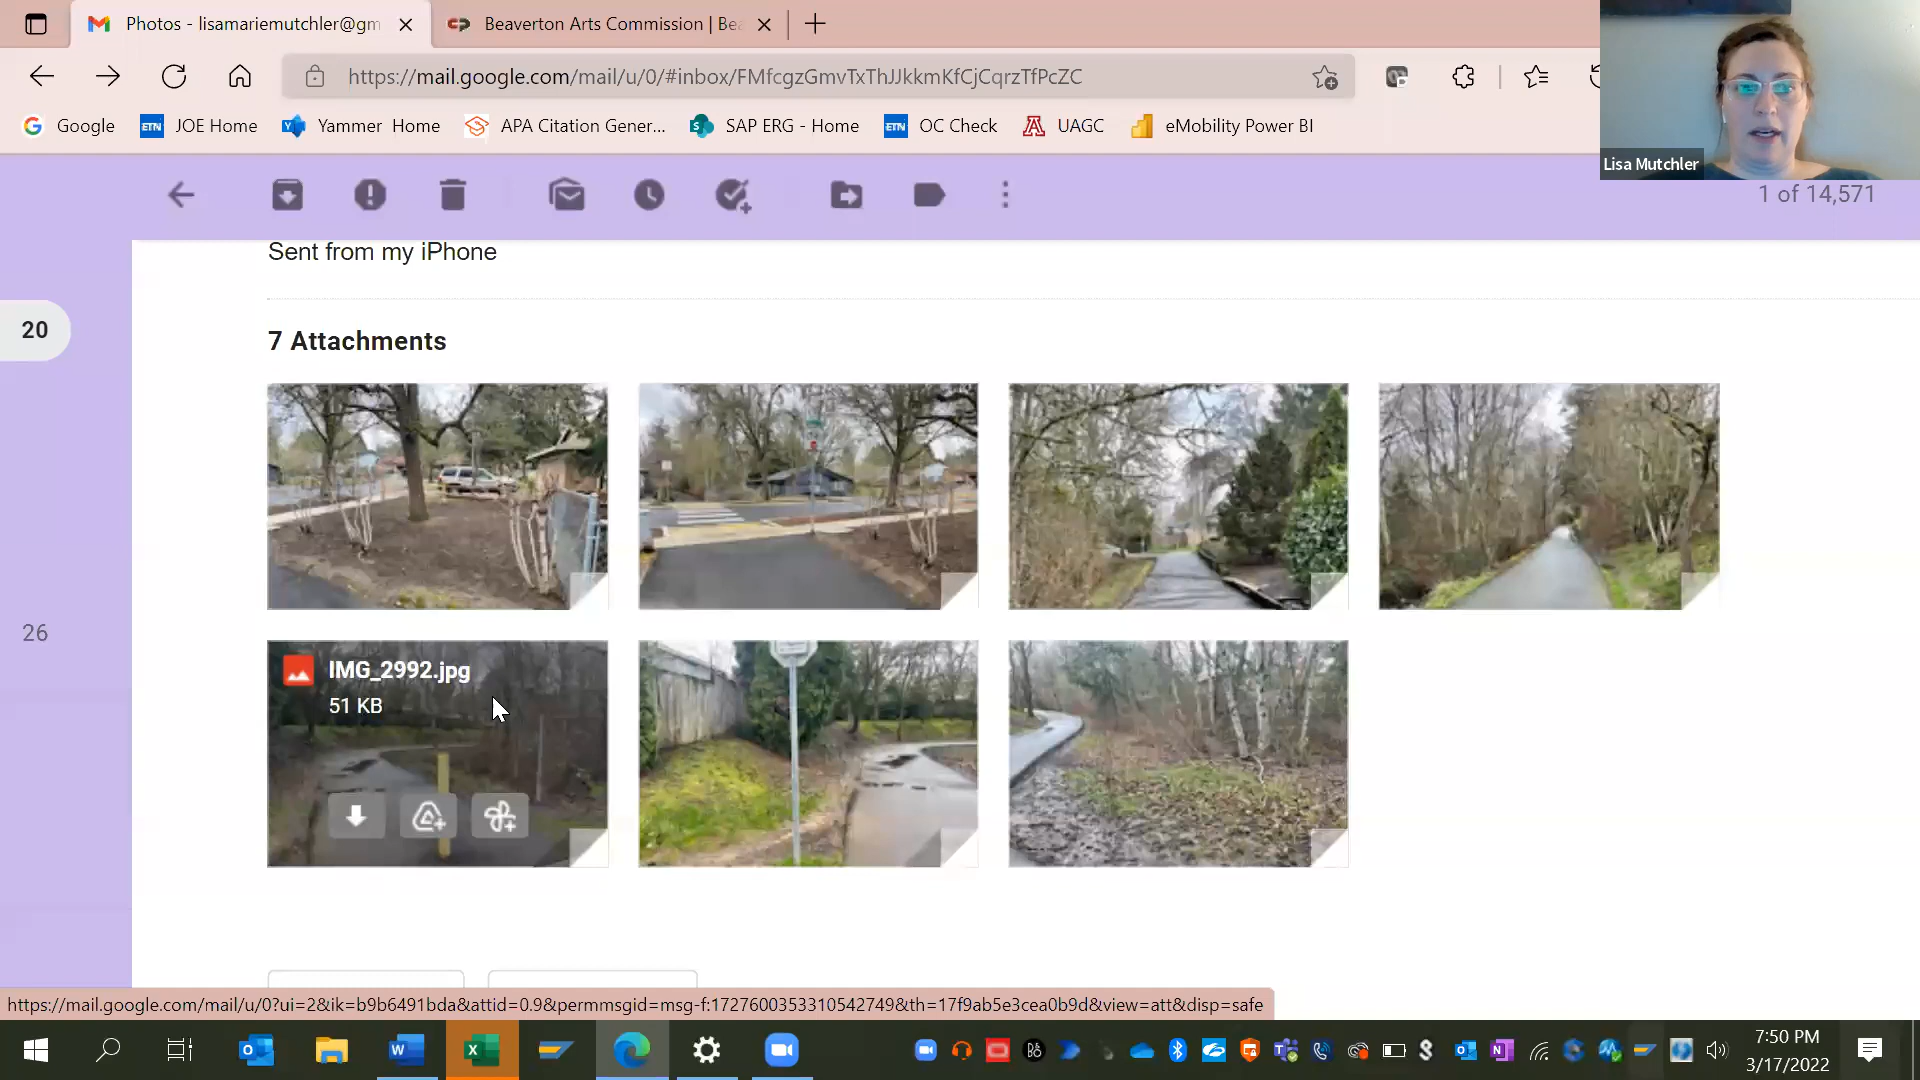 Photos - lisamariemutchler@gm
Beaverton Arts Commission | Bea
https://mail.google.com/mail/u/0/#inbox/FMfcgzGmvTxThJJkkmKfCjCqrzTfPcZC
Google
ETN JOE Home
Yammer Home
APA Citation Gener...
SAP ERG - Home
ETN OC Check
UAGC
eMobility Power BI
Lisa Mutchler
1 of 14,571
Sent from my iPhone
20
7 Attachments
26
IMG_2992.jpg
51 KB
https://mail.google.com/mail/u/0?ui=2&ik=b9b6491bda&attid=0.9&permmsgid=msg-f:1727600353310542749&th=17f9ab5e3cea0b9d&view=att&disp=safe
7:50 PM
3/17/2022